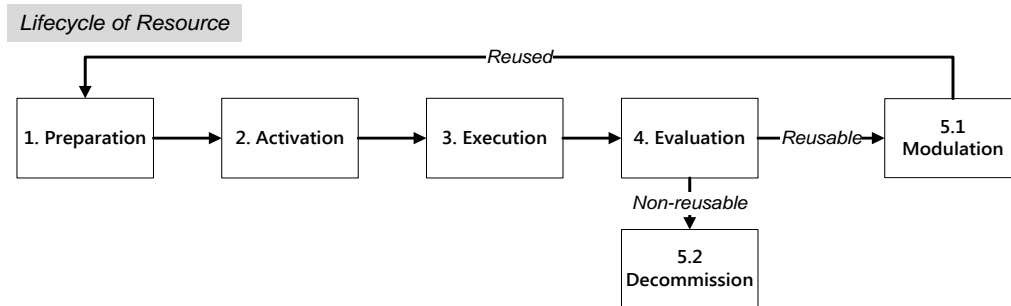 Lifecycle of Resource
Reused
1. Preparation
2. Activation
3. Execution
4. Evaluation
Reusable
5.1
Modulation
Non-reusable
5.2
Decommission